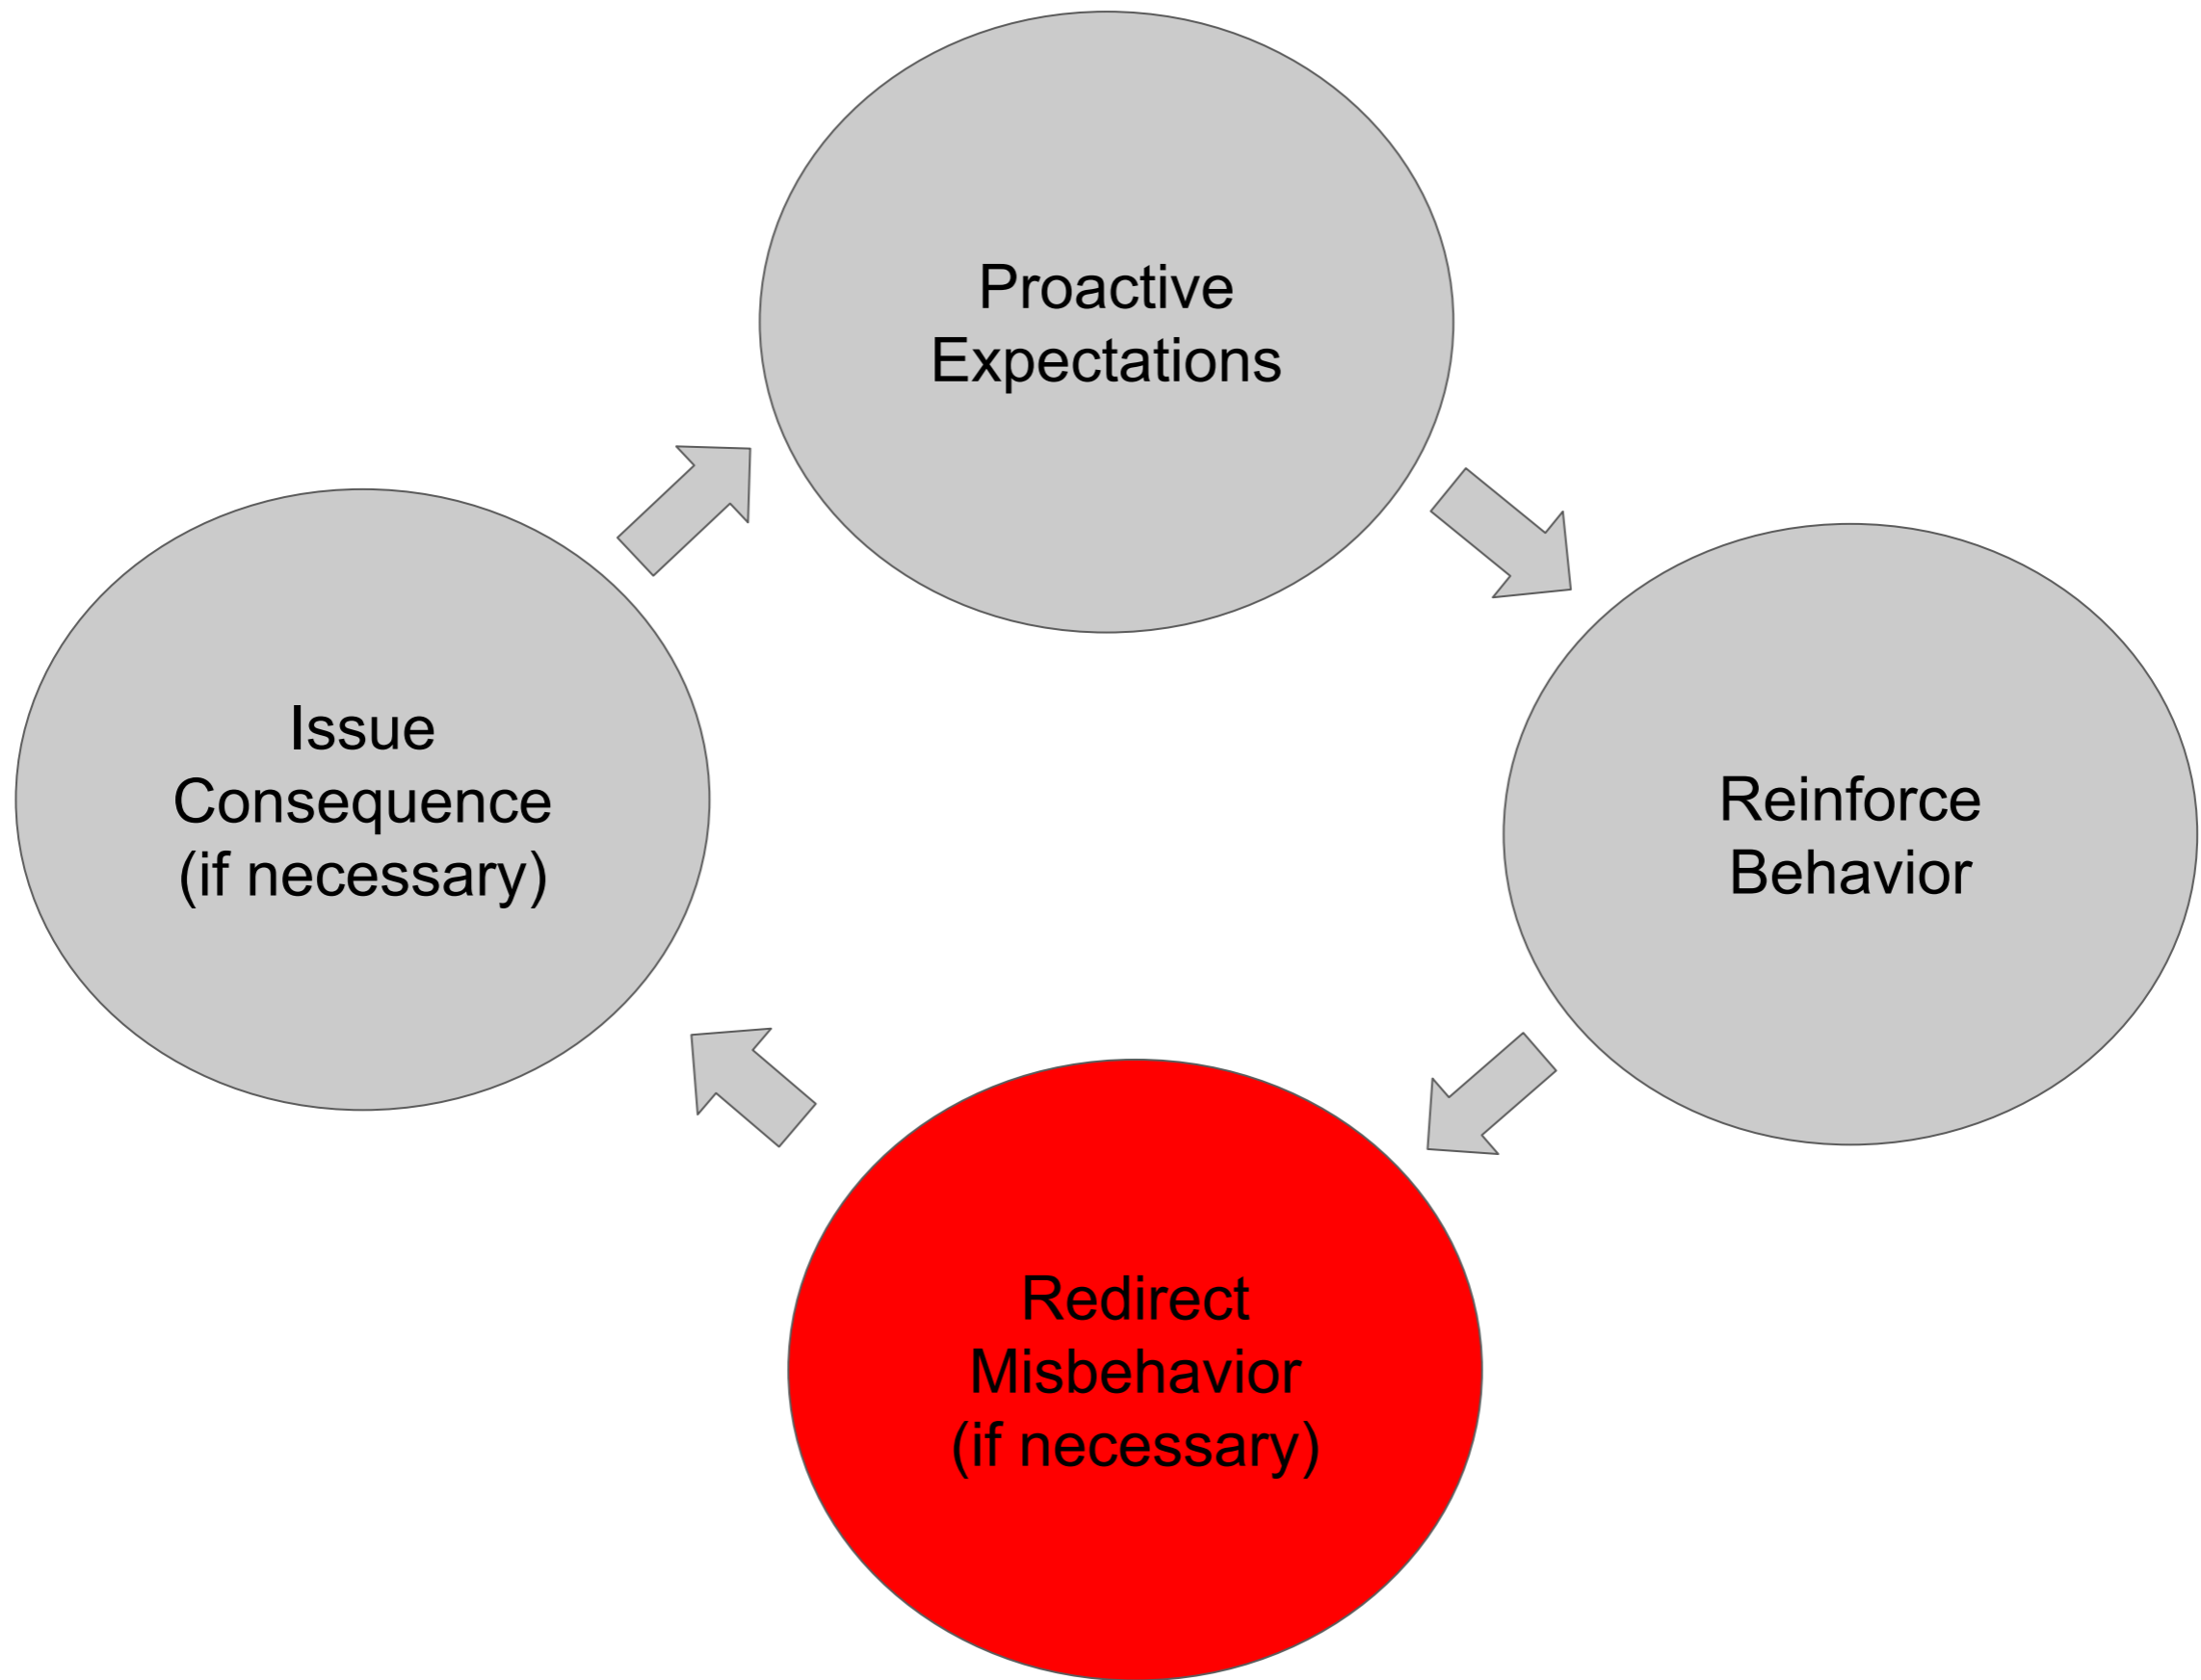 Proactive
Expectations
Reinforce
Behavior
Redirect
Misbehavior
(if necessary)
Issue
Consequence
(if necessary)